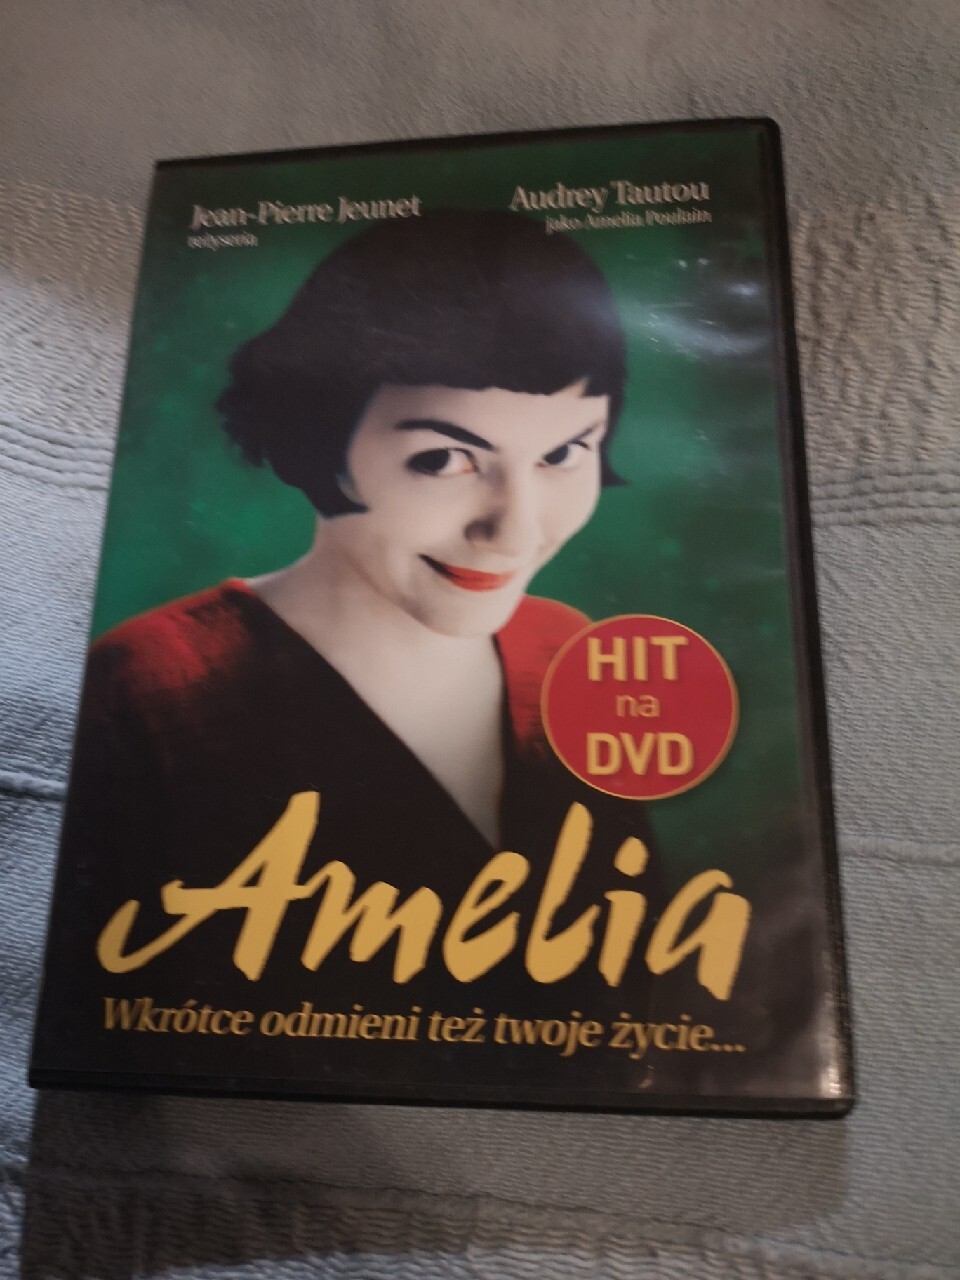 Jean-Pierre Jeunet
reżyseria
Audrey Tautou
jako Amelia Poulain
HIT
na
DVD
Amelia
Wkrótce odmieni też twoje życie...